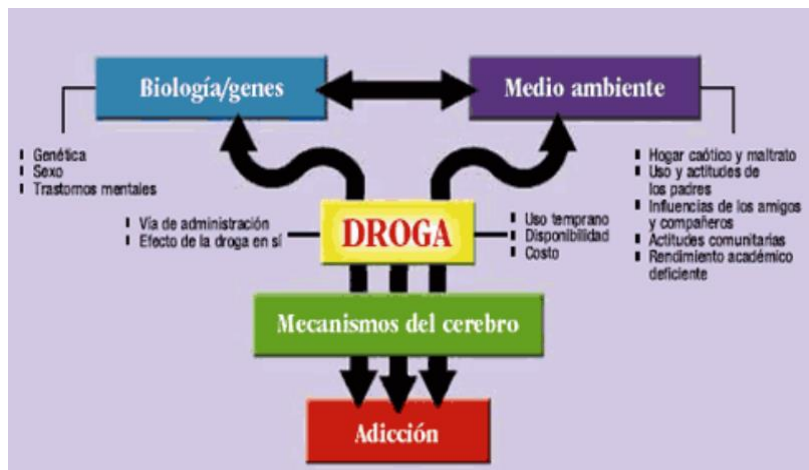 Biología/genes
Medio ambiente
Genética
Sexo
Trastornos mentales
Hogar caótico y maltrato
Uso y actitudes de
los padres
Influencias de los amigos
y compañeros
Actitudes comunitarias
Rendimiento académico
deficiente
Vía de administración
Efecto de la droga en sí
DROGA
Uso temprano
Disponibilidad
Costo
Mecanismos del cerebro
Adicción